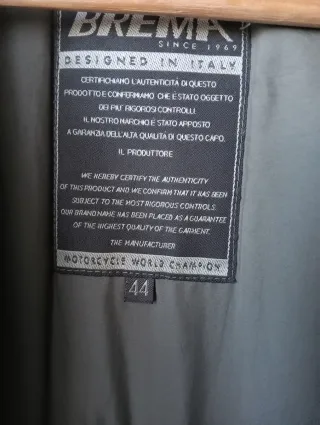 BREMA
SINCE 1969
DESIGNED IN ITALY
CERTIFICHIAMO L'AUTENTICITÀ DI QUESTO
PRODOTTO E CONFERMIAMO CHE È STATO OGGETTO
DEI PIU' RIGOROSI CONTROLLI.
IL NOSTRO MARCHIO È STATO APPOSTO
A GARANZIA DELL'ALTA QUALITÀ DI QUESTO CAPO.
IL PRODUTTORE
WE HEREBY CERTIFY THE AUTHENTICITY
OF THIS PRODUCT AND WE CONFIRM THAT IT HAS BEEN
SUBJECT TO THE MOST RIGOROUS CONTROLS.
OUR BRAND NAME HAS BEEN PLACED AS A GUARANTEE
OF THE HIGHEST QUALITY OF THE GARMENT.
THE MANUFACTURER
MOTORCYCLE WORLD CHAMPION
44